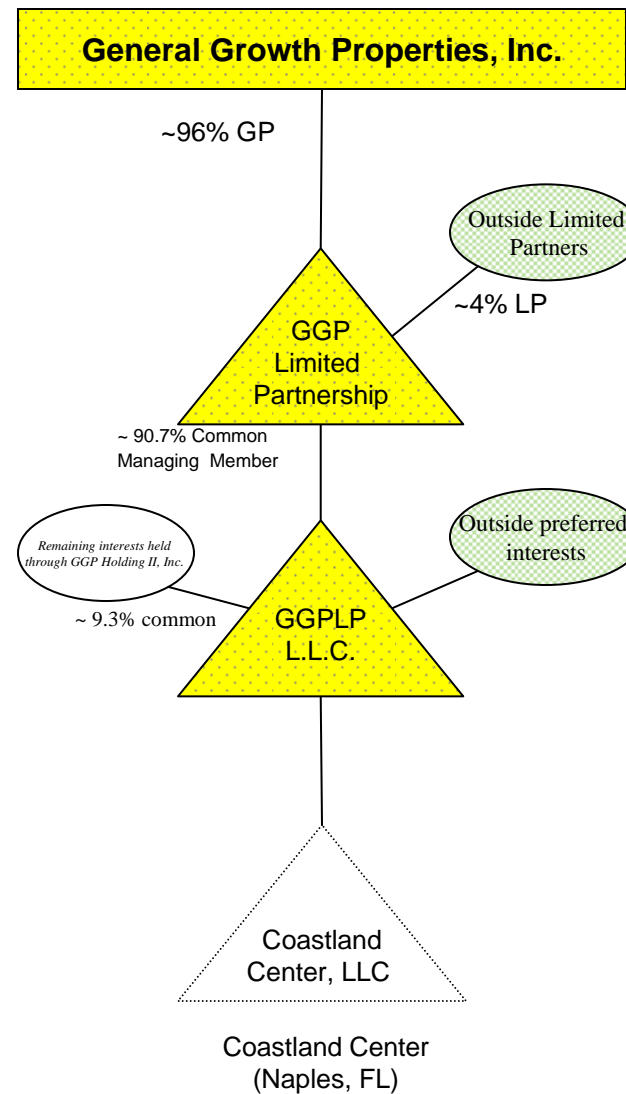 General Growth Properties, Inc.
~96% GP
Outside Limited
Partners
~4% LP
GGP
Limited
Partnership
~ 90.7% Common
Managing Member
Remaining interests held
through GGP Holding II, Inc.
~ 9.3% common
Outside preferred
interests
GGPLP
L.L.C.
Coastland
Center, LLC
Coastland Center
(Naples, FL)